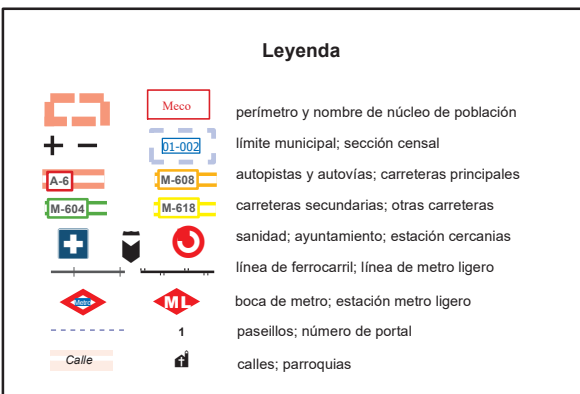 Leyenda
Meco perímetro y nombre de núcleo de población
01-002 límite municipal; sección censal
A-6 M-608 autopistas y autovías; carreteras principales
M-604 M-618 carreteras secundarias; otras carreteras
sanidad; ayuntamiento; estación cercanias
línea de ferrocarril; línea de metro ligero
Metro ML boca de metro; estación metro ligero
1 paseillos; número de portal
Calle calles; parroquias